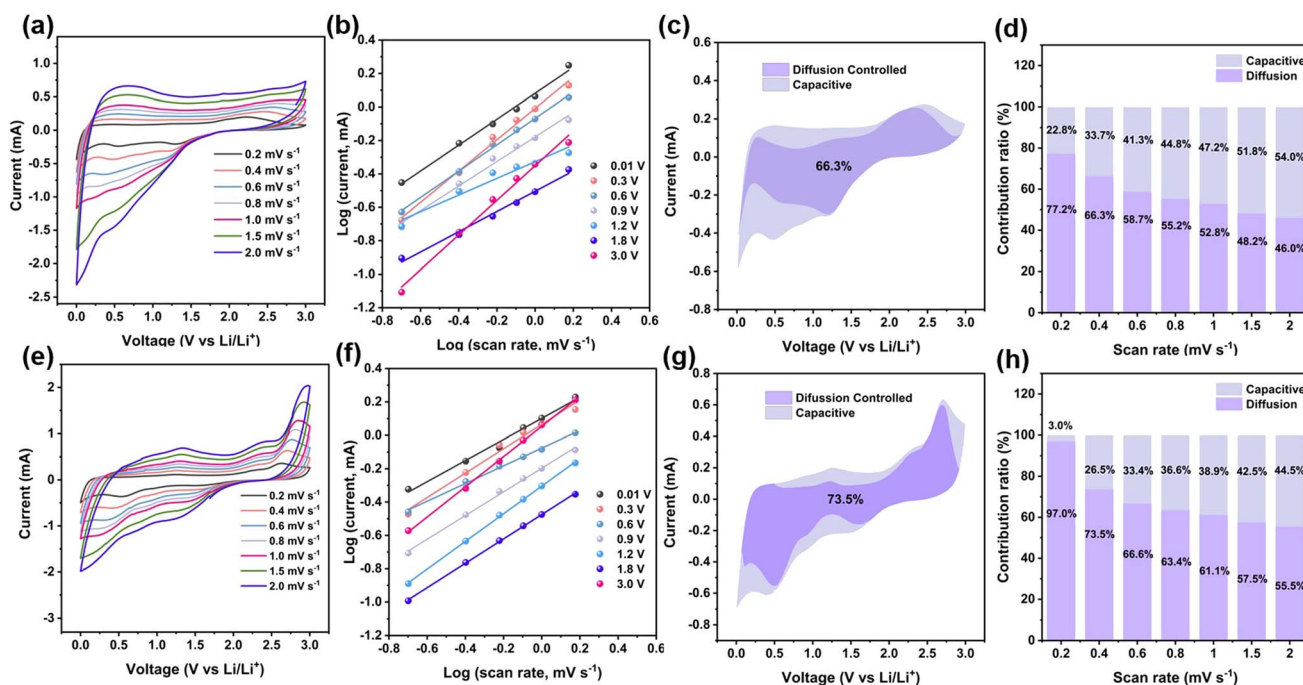 (a)
1.0
0.5
0.0
-0.5
-1.0
-1.5
-2.0
-2.5
Current (mA)
0.2 mV s⁻¹
0.4 mV s⁻¹
0.6 mV s⁻¹
0.8 mV s⁻¹
1.0 mV s⁻¹
1.5 mV s⁻¹
2.0 mV s⁻¹
0.0 0.5 1.0 1.5 2.0 2.5 3.0
Voltage (V vs Li/Li⁺)
(b)
0.4
0.2
0.0
-0.2
-0.4
-0.6
-0.8
-1.0
-1.2
Log (current, mA)
0.01 V
0.3 V
0.6 V
0.9 V
1.2 V
1.8 V
3.0 V
-0.8 -0.6 -0.4 -0.2 0.0 0.2 0.4 0.6
Log (scan rate, mV s⁻¹)
(c)
0.6
0.4
0.2
0.0
-0.2
-0.4
-0.6
-0.8
Current (mA)
Diffusion Controlled
Capacitive
66.3%
0.0 0.5 1.0 1.5 2.0 2.5 3.0
Voltage (V vs Li/Li⁺)
(d)
Capacitive
Diffusion
100
80
60
40
20
0
Contribution ratio (%)
22.8% 33.7% 41.3% 44.8% 47.2% 51.8% 54.0%
77.2% 66.3% 58.7% 55.2% 52.8% 48.2% 46.0%
0.2 0.4 0.6 0.8 1 1.5 2
Scan rate (mV s⁻¹)
(e)
2
1
0
-1
-2
-3
Current (mA)
0.2 mV s⁻¹
0.4 mV s⁻¹
0.6 mV s⁻¹
0.8 mV s⁻¹
1.0 mV s⁻¹
1.5 mV s⁻¹
2.0 mV s⁻¹
0.0 0.5 1.0 1.5 2.0 2.5 3.0
Voltage (V vs Li/Li⁺)
(f)
0.4
0.2
0.0
-0.2
-0.4
-0.6
-0.8
-1.0
-1.2
Log (current, mA)
0.01 V
0.3 V
0.6 V
0.9 V
1.2 V
1.8 V
3.0 V
-0.8 -0.6 -0.4 -0.2 0.0 0.2 0.4 0.6
Log (scan rate, mV s⁻¹)
(g)
0.8
0.6
0.4
0.2
0.0
-0.2
-0.4
-0.6
-0.8
Current (mA)
Difussion Controlled
Capacitive
73.5%
0.0 0.5 1.0 1.5 2.0 2.5 3.0
Voltage (V vs Li/Li⁺)
(h)
Capacitive
Diffusion
100
80
60
40
20
0
Contribution ratio (%)
3.0% 26.5% 33.4% 36.6% 38.9% 42.5% 44.5%
97.0% 73.5% 66.6% 63.4% 61.1% 57.5% 55.5%
0.2 0.4 0.6 0.8 1 1.5 2
Scan rate (mV s⁻¹)